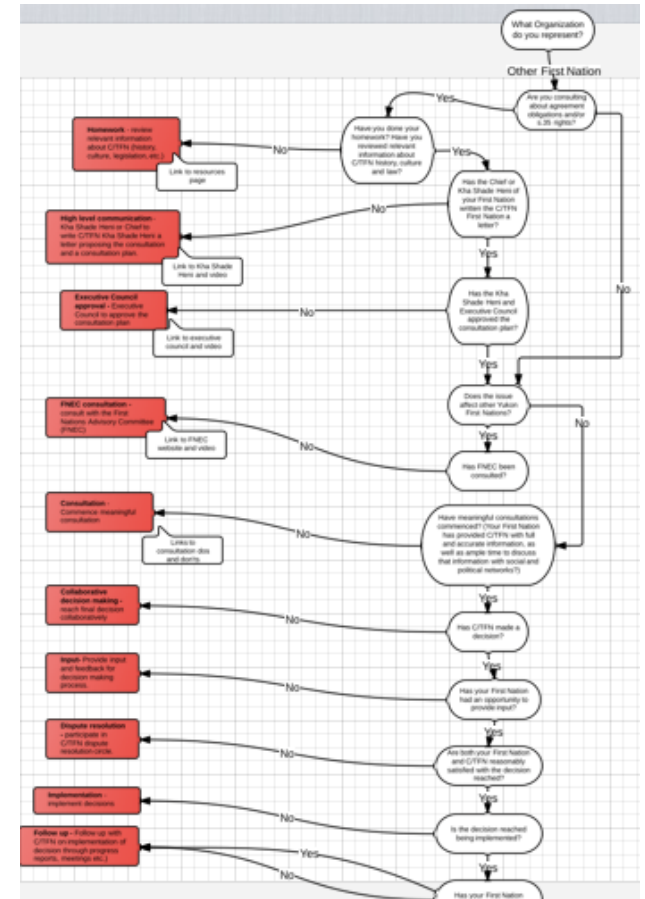 What Organization
do you represent?
Other First Nation
Are you consulting
about agreement
obligations and/or
s.35 rights?
Yes
Have you done your
homework? Have you
reviewed relevant
information about
C/TFN history, culture
and law?
No
Homework - review
relevant information
about C/TFN (history,
culture, legislation, etc.)
Link to resources
page
Yes
Has the Chief or
Kha Shade Heni of
your First Nation
written the C/TFN
First Nation a
letter?
No
High level communication -
Kha Shade Heni or Chief to
write C/TFN Kha Shade Heni a
letter proposing the consultation
and a consultation plan.
Link to Kha Shade
Heni and video
Yes
No
Has the Kha
Shade Heni and
Executive Council
approved the
consultation plan?
No
Executive Council
approval - Executive
Council to approve the
consultation plan
Link to executive
council and video
Yes
Does the issue
affect other Yukon
First Nations?
No
Yes
Has FNEC been
consulted?
No
FNEC consultation -
consult with the First
Nations Advisory Committee
(FNEC)
Link to FNEC
website and video
Have meaningful consultations
commenced? (Your First Nation
has provided C/TFN with full
and accurate information, as
well as ample time to discuss
that information with social and
political networks?)
No
Consultation -
Commence meaningful
consultation
Links to
consultation dos
and don'ts
Yes
Has C/TFN made a
decision?
No
Collaborative
decision making -
reach final decision
collaboratively
Yes
Has your First Nation
had an opportunity to
provide input?
No
Input- Provide input
and feedback for
decision making
process.
Yes
Are both your First Nation
and C/TFN reasonably
satisfied with the decision
reached?
No
Dispute resolution
- participate in
C/TFN dispute
resolution circle.
Yes
Is the decision reached
being implemented?
No
Implementation -
implement decisions
Yes
Has your First Nation
Yes
No
Follow up - Follow up with
C/TFN on implementation of
decision through progress
reports, meetings etc.)